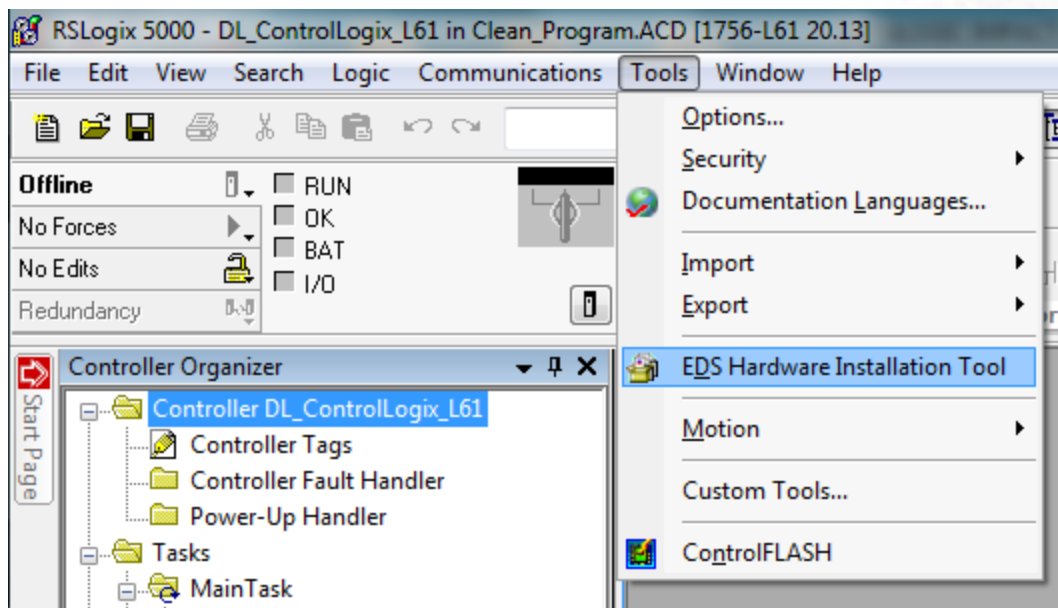 RSLogix 5000 - DL_ControlLogix_L61 in Clean_Program.ACD [1756-L61 20.13]
File Edit View Search Logic Communications Tools Window Help
Options...
Security
Documentation Languages...
Import
Export
EDS Hardware Installation Tool
Motion
Custom Tools...
ControlFLASH
Offline
RUN
No Forces
OK
BAT
No Edits
I/O
Redundancy
Start Page
Controller Organizer
Controller DL_ControlLogix_L61
Controller Tags
Controller Fault Handler
Power-Up Handler
Tasks
MainTask